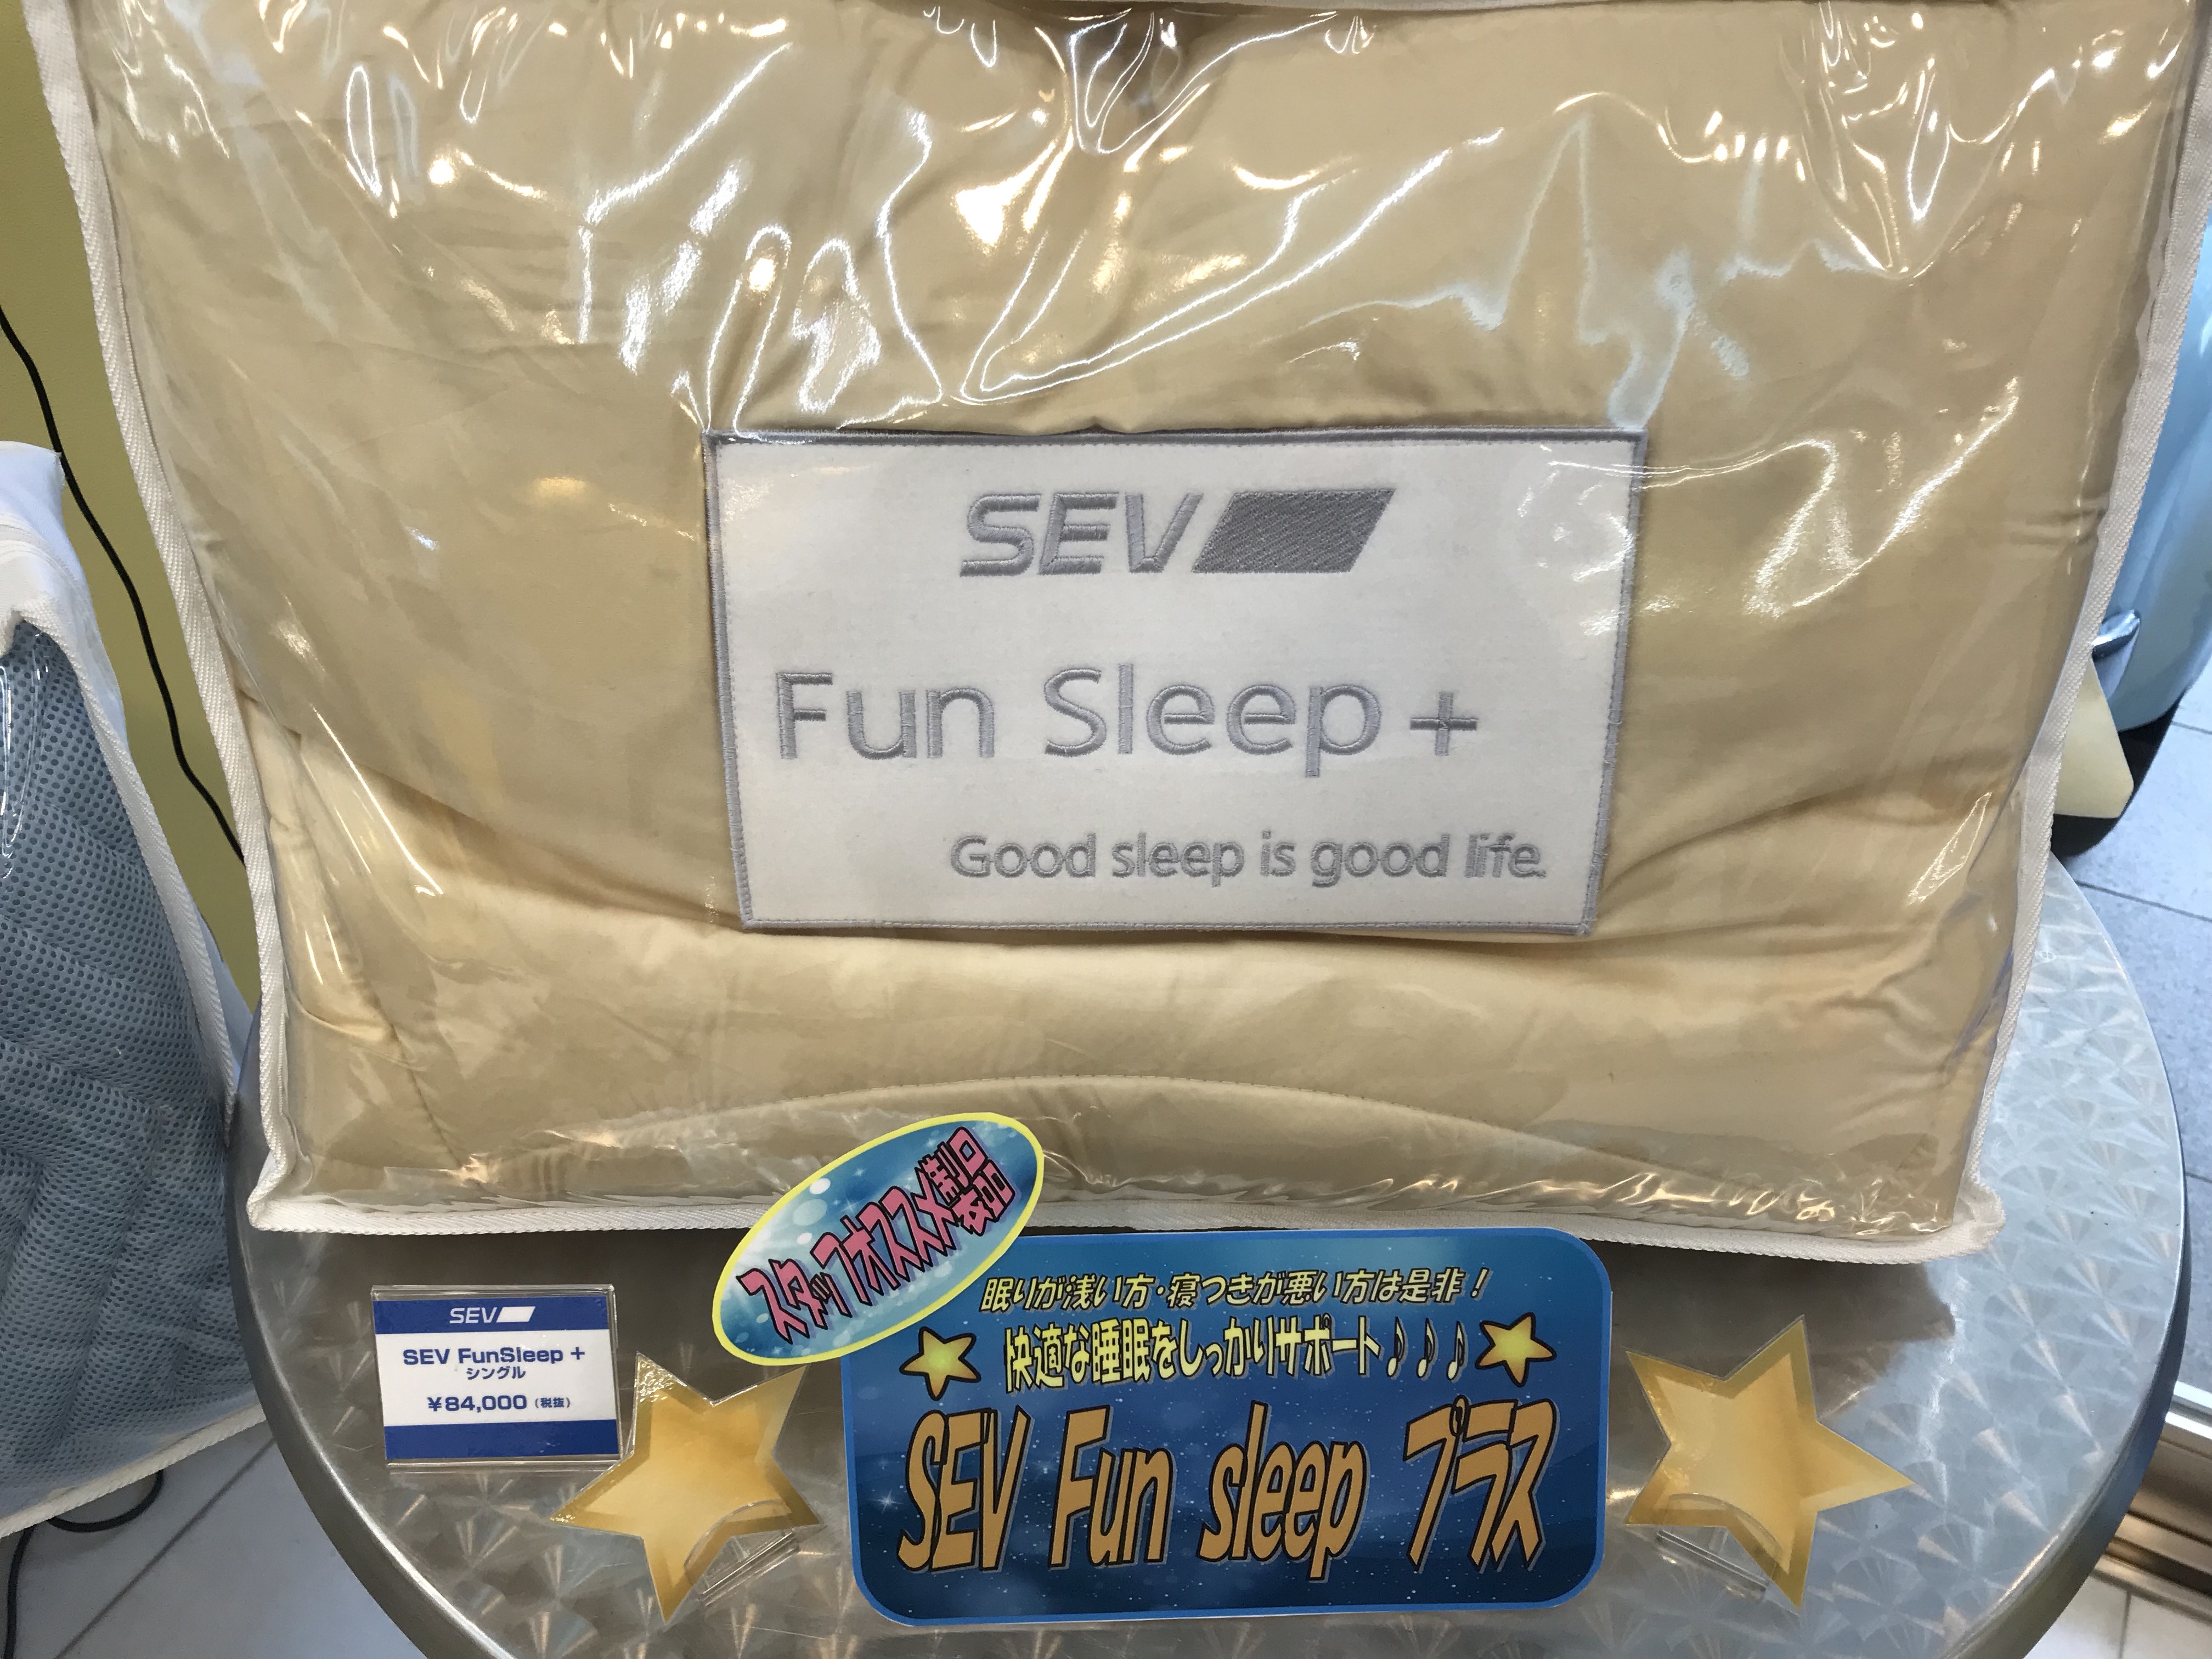 SEV
Fun Sleep +
Good sleep is good life.
スタッフオススメ製品
眠りが浅い方・寝つきが悪い方は是非！
快適な睡眠をしっかりサポート♪♪♪
SEV Fun sleep プラス
SEV
SEV FunSleep +
シングル
¥84,000（税抜）